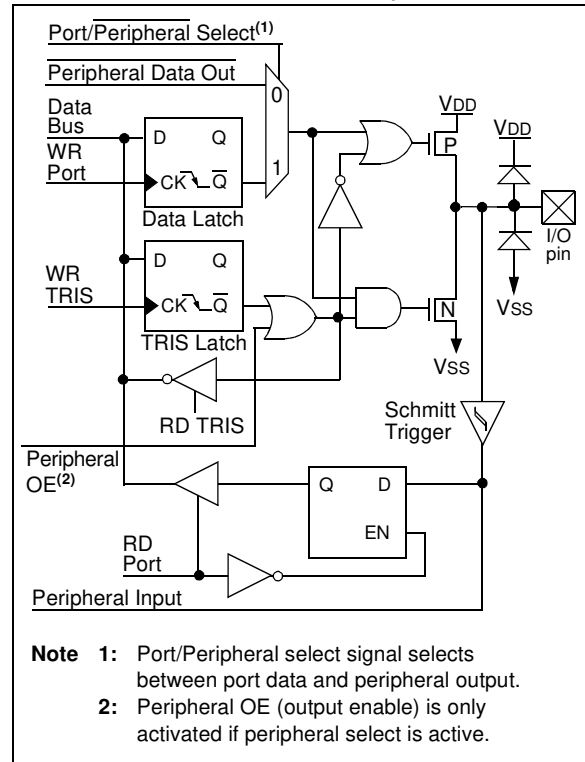 Port/Peripheral Select(1)
Peripheral Data Out
0
1
Data
Bus
WR
Port
D Q
CK Q
Data Latch
VDD
P
VDD
I/O
pin
VSS
N
VSS
WR
TRIS
D Q
CK Q
TRIS Latch
RD TRIS
Schmitt
Trigger
Peripheral
OE(2)
Q D
EN
RD
Port
Peripheral Input
Note 1: Port/Peripheral select signal selects
between port data and peripheral output.
2: Peripheral OE (output enable) is only
activated if peripheral select is active.